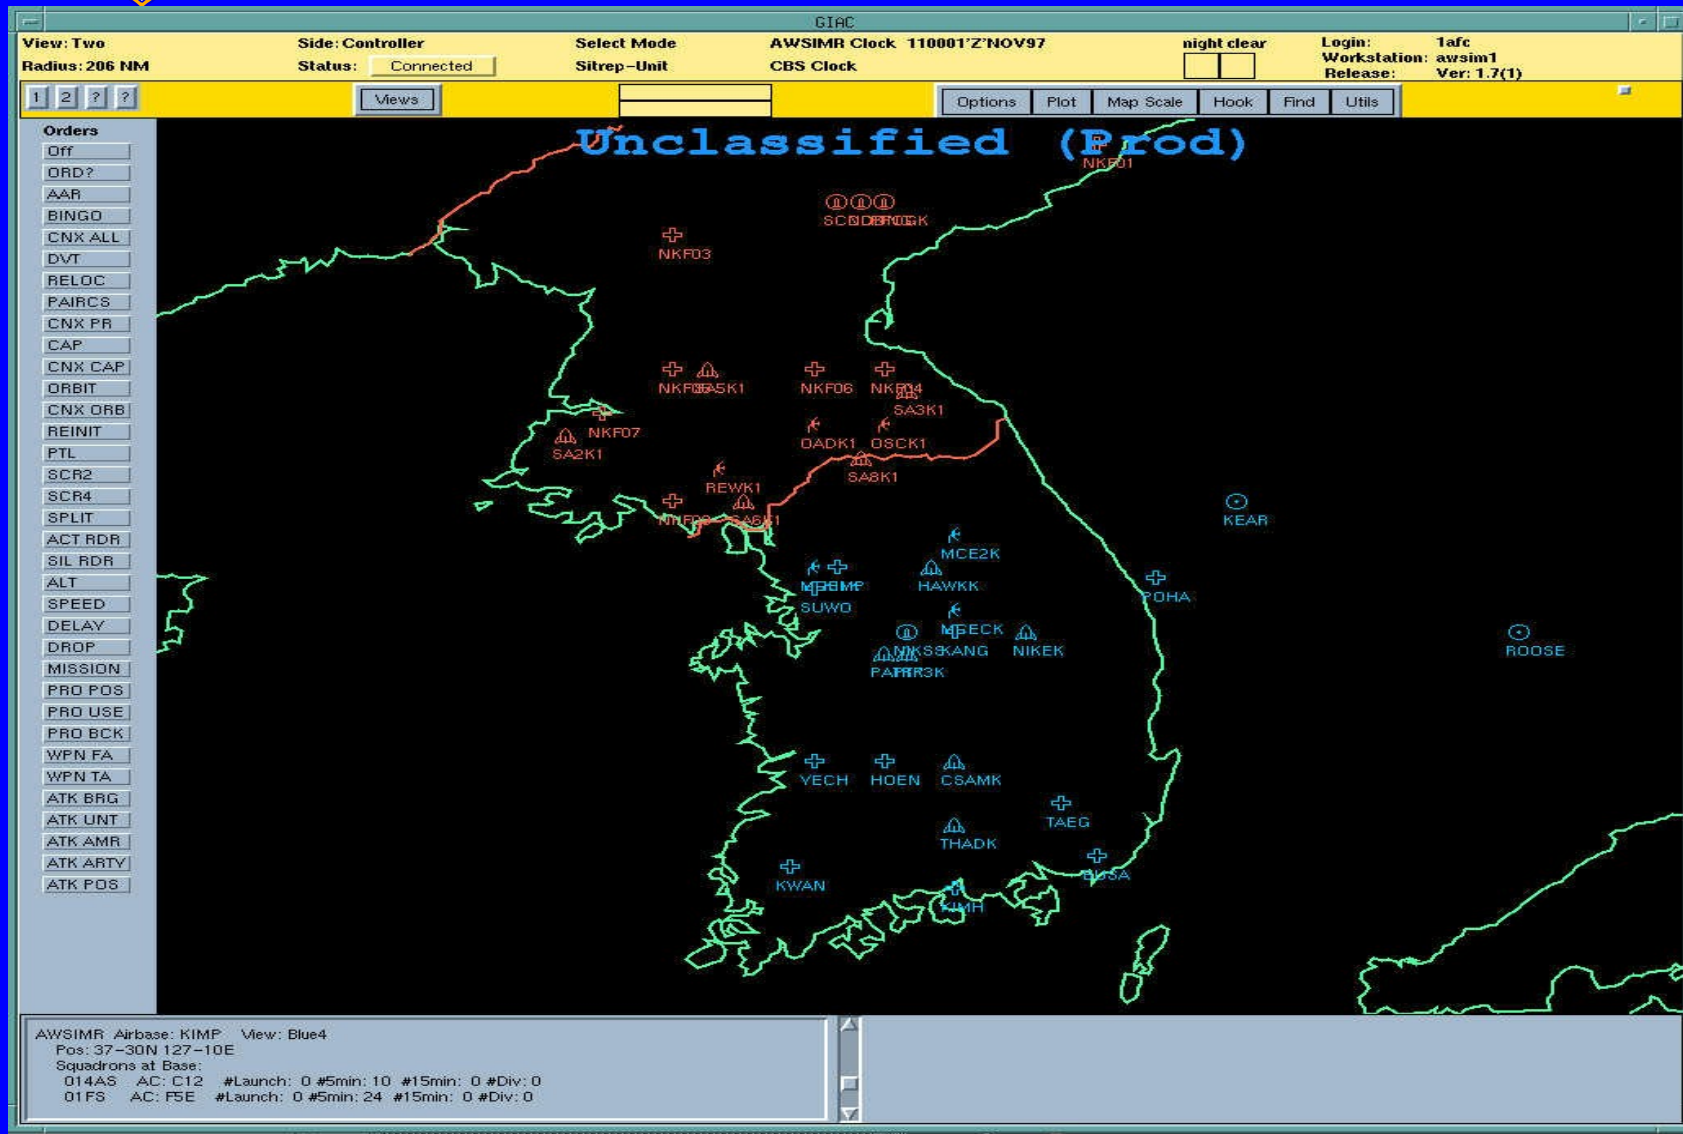 GIAC
View: Two Side: Controller Select Mode AWSIMR Clock 110001'Z'NOV97 night clear Login: 1afc
Radius: 206 NM Status: Connected Sitrep-Unit CBS Clock Workstation: awsim1
Release: Ver: 1.7(1)
1 2 ? ? Views Options Plot Map Scale Hook Find Utils
Unclassified (Prod)
Orders
Off
ORD?
AAR
BINGO
CNX ALL
DVT
RELOC
PAIRCS
CNX PR
CAP
CNX CAP
ORBIT
CNX ORB
REINIT
PTL
SCR2
SCR4
SPLIT
ACT RDR
SIL RDR
ALT
SPEED
DELAY
DROP
MISSION
PRO POS
PRO USE
PRO BCK
WPN FA
WPN TA
ATK BRG
ATK UNT
ATK AMR
ATK ARTY
ATK POS
NKF01
NKF03
NKF06 NKF04
SA3K1
NKF07
SA2K1
OADK1 OSCK1
SA8K1
REWK1
SA6K1
KEAR
MCE2K
HAWKK
POHA
SUWO
MSECK
KANG NIKEK
ROOSE
YECH HOEN CSAMK
TAEG
THADK
BUSA
KWAN
KIMH
AWSIMR Airbase: KIMP View: Blue4
Pos: 37-30N 127-10E
Squadrons at Base:
014AS AC: C12 #Launch: 0 #5min: 10 #15min: 0 #Div: 0
01FS AC: F5E #Launch: 0 #5min: 24 #15min: 0 #Div: 0